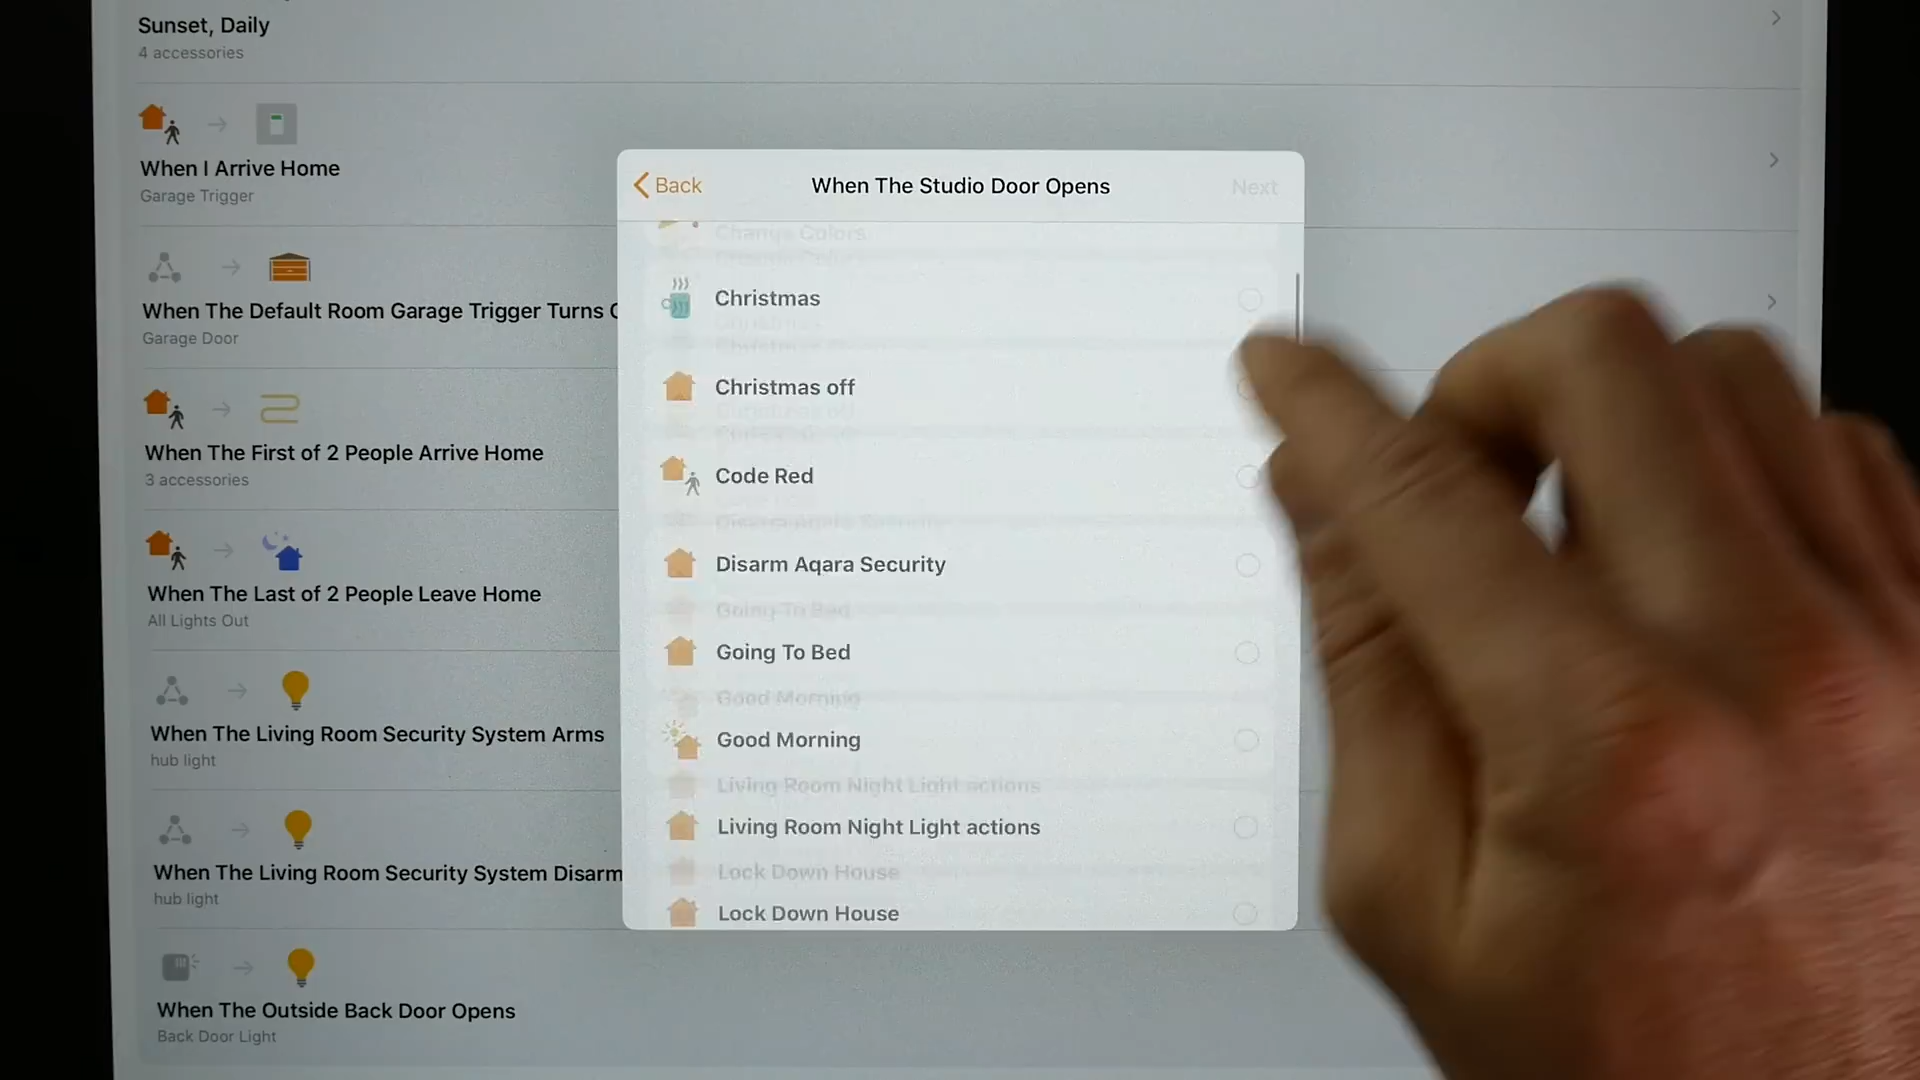 Sunset, Daily
4 accessories
When I Arrive Home
Garage Trigger
When The Default Room Garage Trigger Turns
Garage Door
When The First of 2 People Arrive Home
3 accessories
When The Last of 2 People Leave Home
All Lights Out
When The Living Room Security System Arms
hub light
When The Living Room Security System Disarm
hub light
When The Outside Back Door Opens
Back Door Light
Back
When The Studio Door Opens
Next
Change Colors
Christmas
Christmas off
Code Red
Disarm Aqara Security
Going To Bed
Good Morning
Living Room Night Light actions
Lock Down House